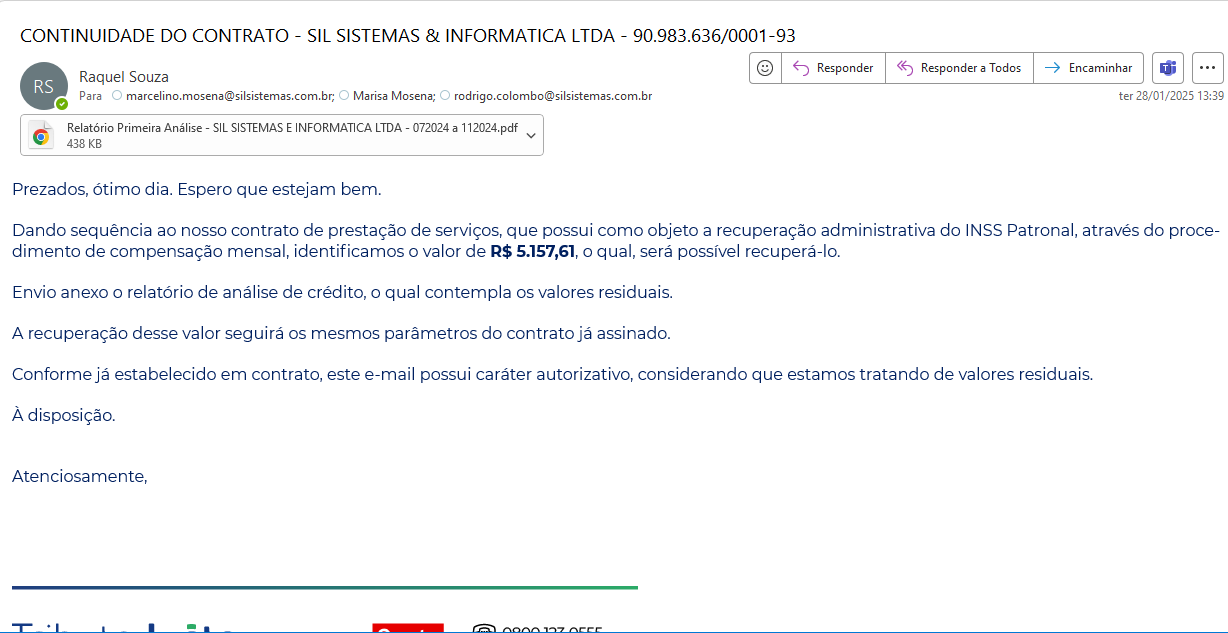 CONTINUIDADE DO CONTRATO - SIL SISTEMAS & INFORMATICA LTDA - 90.983.636/0001-93
RS
Raquel Souza
Para marcelino.mosena@silsistemas.com.br; Marisa Mosena; rodrigo.colombo@silsistemas.com.br
Responder
Responder a Todos
Encaminhar
ter 28/01/2025 13:39
Relatório Primeira Análise - SIL SISTEMAS E INFORMATICA LTDA - 072024 a 112024.pdf
438 KB
Prezados, ótimo dia. Espero que estejam bem.
Dando sequência ao nosso contrato de prestação de serviços, que possui como objeto a recuperação administrativa do INSS Patronal, através do proce-
dimento de compensação mensal, identificamos o valor de R$ 5.157,61, o qual, será possível recuperá-lo.
Envio anexo o relatório de análise de crédito, o qual contempla os valores residuais.
A recuperação desse valor seguirá os mesmos parâmetros do contrato já assinado.
Conforme já estabelecido em contrato, este e-mail possui caráter autorizativo, considerando que estamos tratando de valores residuais.
À disposição.
Atenciosamente,